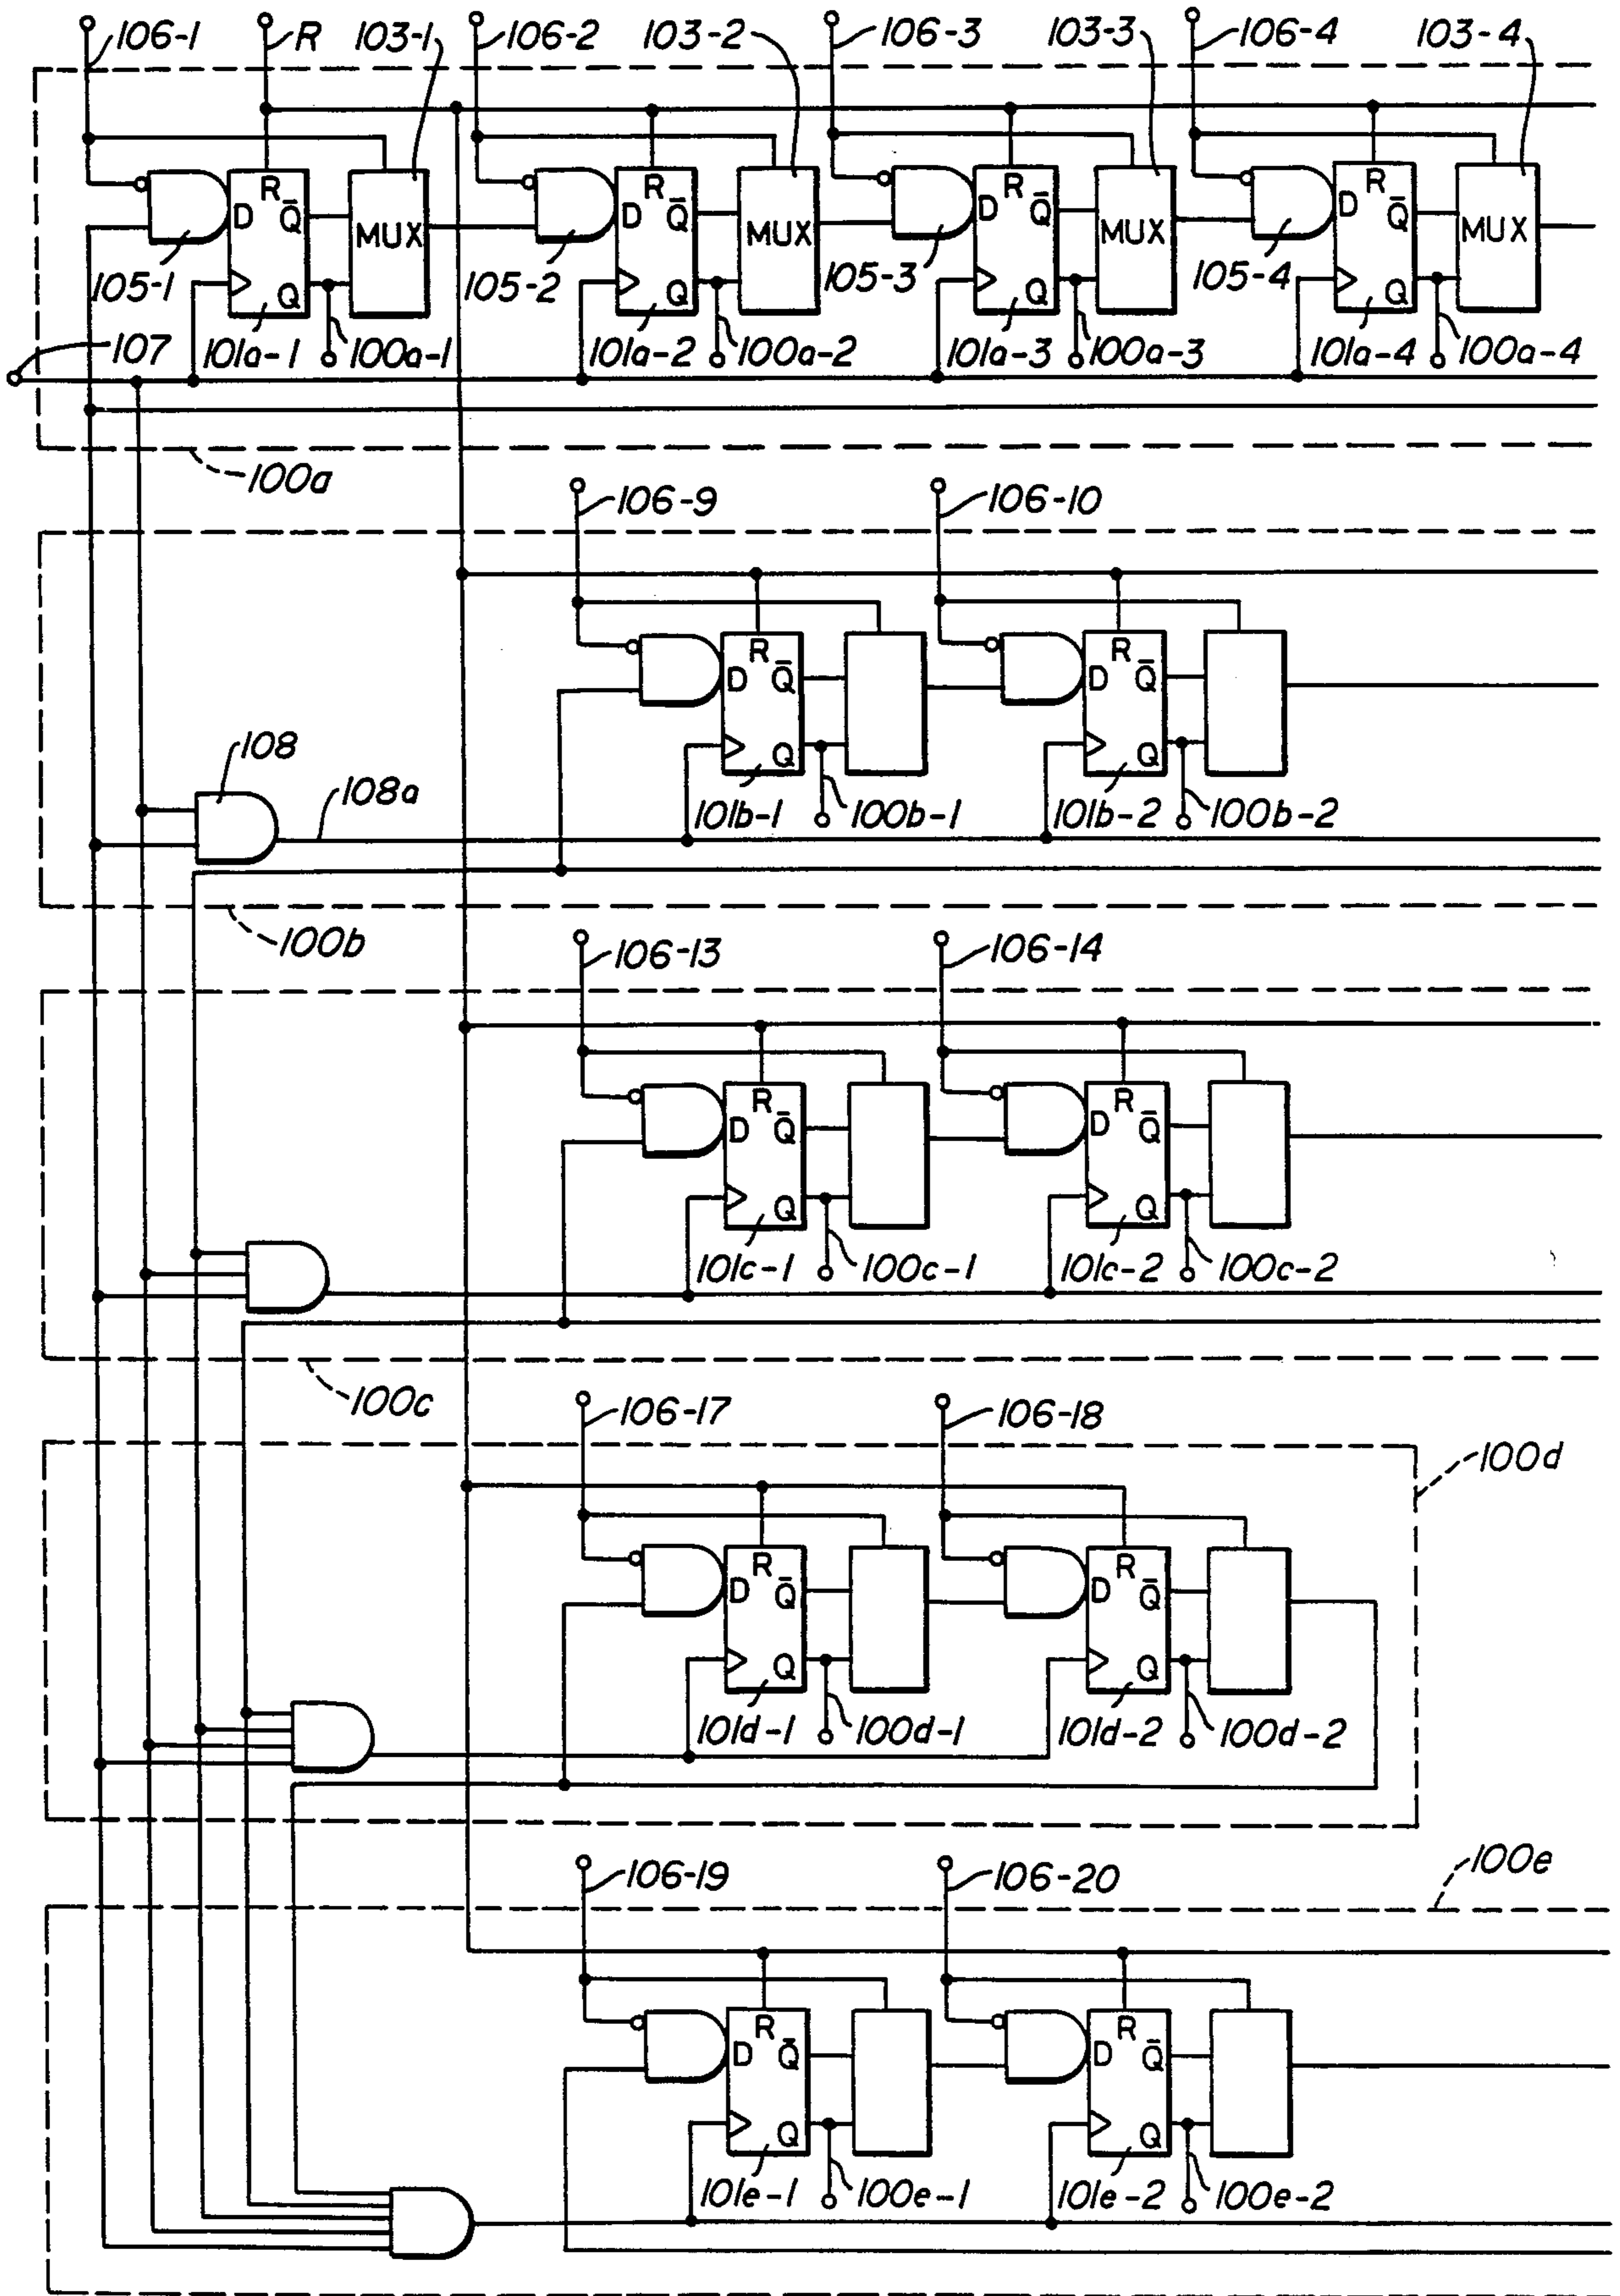 106-1 R 103-1 106-2 103-2 106-3 103-3 106-4 103-4
R R R R
D Q̄ MUX D Q̄ MUX D Q̄ MUX D Q̄ MUX
105-1 Q 105-2 Q 105-3 Q 105-4 Q
107 101a-1 100a-1 101a-2 100a-2 101a-3 100a-3 101a-4 100a-4
100a
106-9 106-10
R R
D Q̄ D Q̄
108 Q Q
108a 101b-1 100b-1 101b-2 100b-2
100b
106-13 106-14
R R
D Q̄ D Q̄
Q Q
101c-1 100c-1 101c-2 100c-2
100c
106-17 106-18
100d
R R
D Q̄ D Q̄
Q Q
101d-1 100d-1 101d-2 100d-2
106-19 106-20 100e
R R
D Q̄ D Q̄
Q Q
101e-1 100e-1 101e-2 100e-2